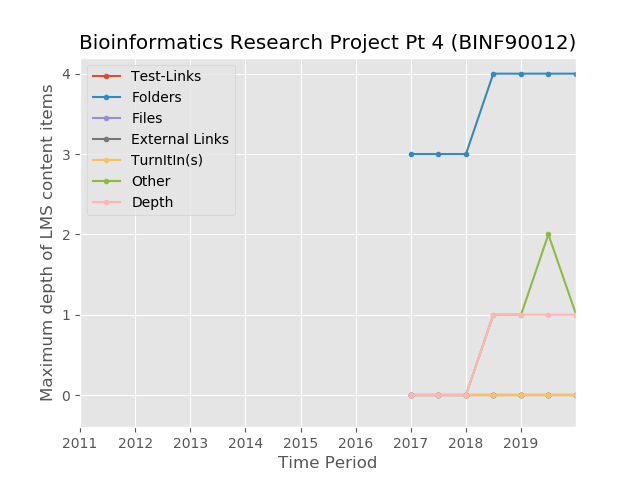 Bioinformatics Research Project Pt 4 (BINF90012)
Maximum depth of LMS content items
4
3
2
1
0
Test-Links
Folders
Files
External Links
TurnItIn(s)
Other
Depth
2011 2012 2013 2014 2015 2016 2017 2018 2019
Time Period